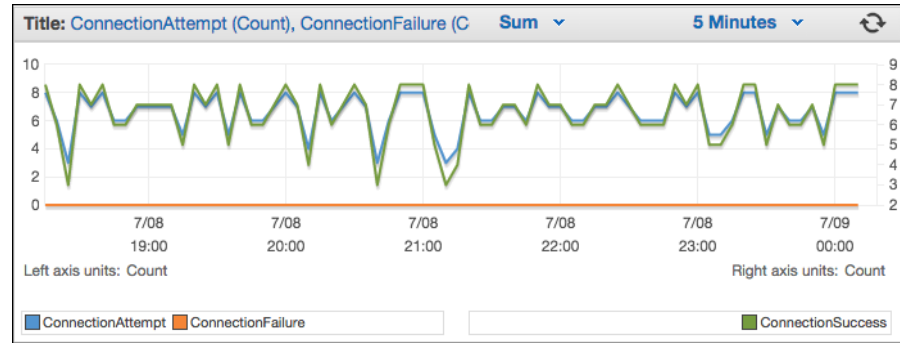 Title: ConnectionAttempt (Count), ConnectionFailure (C Sum 5 Minutes
10 9
8 8
7
6 6
5
4 4
2 3
0 2
7/08 7/08 7/08 7/08 7/08 7/09
19:00 20:00 21:00 22:00 23:00 00:00
Left axis units: Count Right axis units: Count
ConnectionAttempt ConnectionFailure ConnectionSuccess